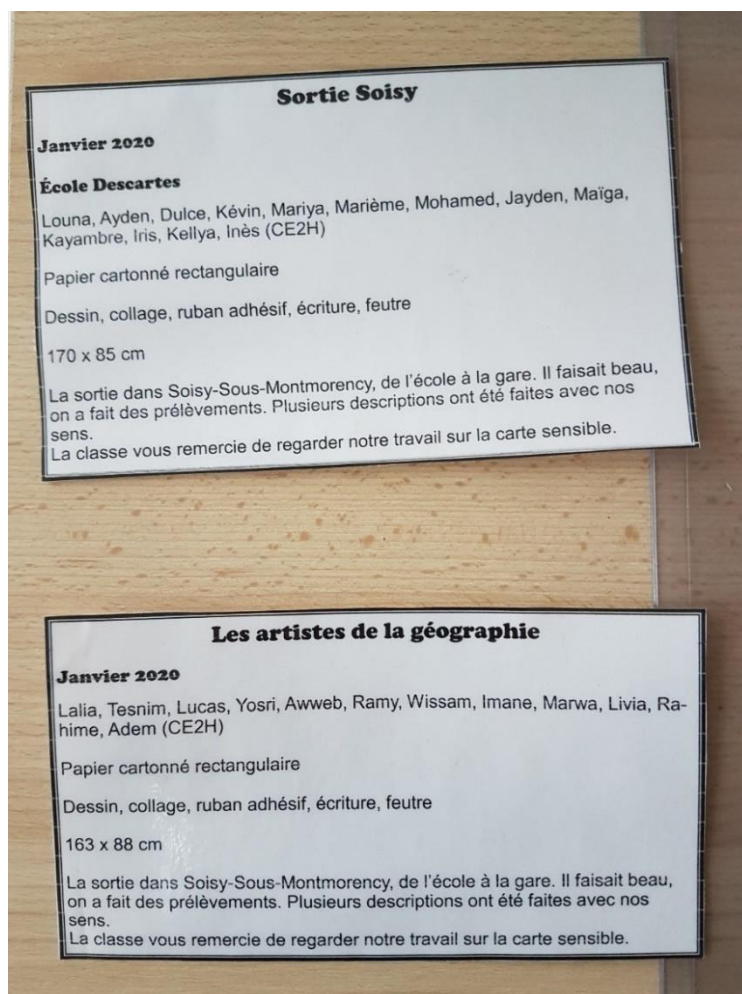 Sortie Soisy
Janvier 2020
École Descartes
Louna, Ayden, Dulce, Kévin, Mariya, Marième, Mohamed, Jayden, Maïga,
Kayambre, Iris, Kellya, Inès (CE2H)
Papier cartonné rectangulaire
Dessin, collage, ruban adhésif, écriture, feutre
170 x 85 cm
La sortie dans Soisy-Sous-Montmorency, de l'école à la gare. Il faisait beau,
on a fait des prélèvements. Plusieurs descriptions ont été faites avec nos
sens.
La classe vous remercie de regarder notre travail sur la carte sensible.
Les artistes de la géographie
Janvier 2020
Lalia, Tesnim, Lucas, Yosri, Awweb, Ramy, Wissam, Imane, Marwa, Livia, Ra-
hime, Adem (CE2H)
Papier cartonné rectangulaire
Dessin, collage, ruban adhésif, écriture, feutre
163 x 88 cm
La sortie dans Soisy-Sous-Montmorency, de l'école à la gare. Il faisait beau,
on a fait des prélèvements. Plusieurs descriptions ont été faites avec nos
sens.
La classe vous remercie de regarder notre travail sur la carte sensible.